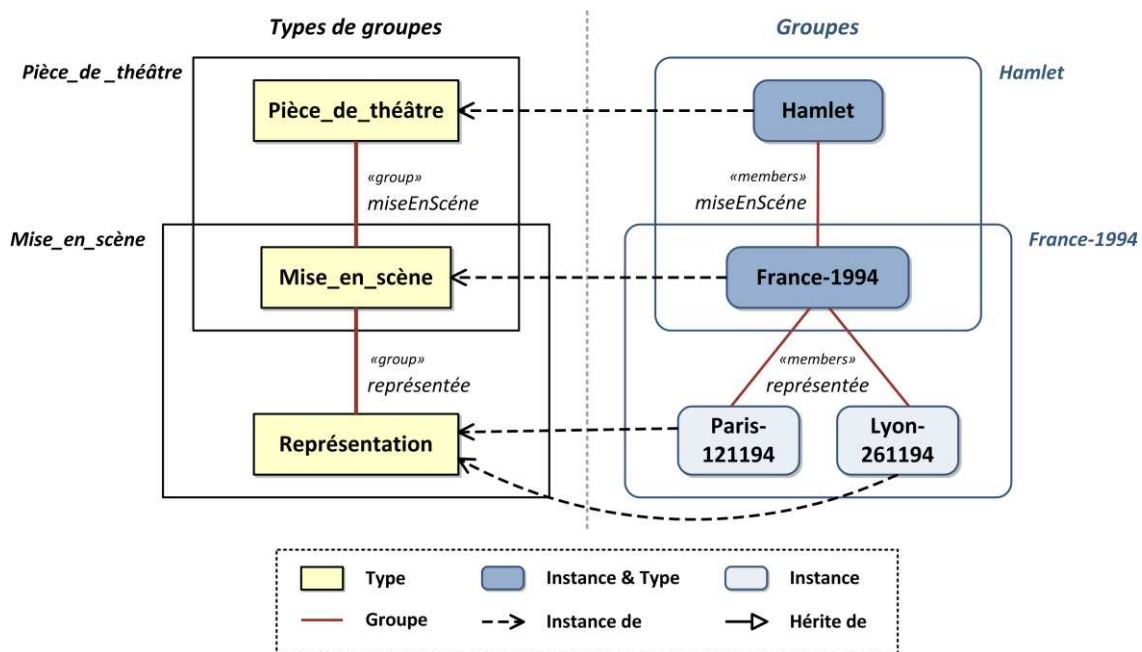 Types de groupes
Groupes
Pièce_de _théâtre
Hamlet
Pièce_de_théâtre
Hamlet
«group»
miseEnScéne
«members»
miseEnScéne
Mise_en_scène
France-1994
Mise_en_scène
France-1994
«group»
représentée
«members»
représentée
Représentation
Paris-
121194
Lyon-
261194
Type
Instance & Type
Instance
Groupe
Instance de
Hérite de